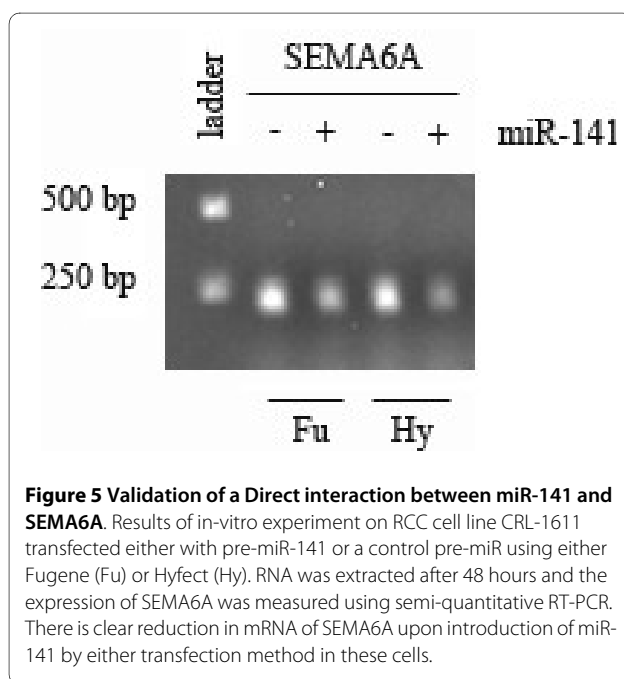 SEMA6A
ladder
- + - + miR-141
500 bp
250 bp
Fu Hy
Figure 5 Validation of a Direct interaction between miR-141 and
SEMA6A. Results of in-vitro experiment on RCC cell line CRL-1611
transfected either with pre-miR-141 or a control pre-miR using either
Fugene (Fu) or Hyfect (Hy). RNA was extracted after 48 hours and the
expression of SEMA6A was measured using semi-quantitative RT-PCR.
There is clear reduction in mRNA of SEMA6A upon introduction of miR-
141 by either transfection method in these cells.